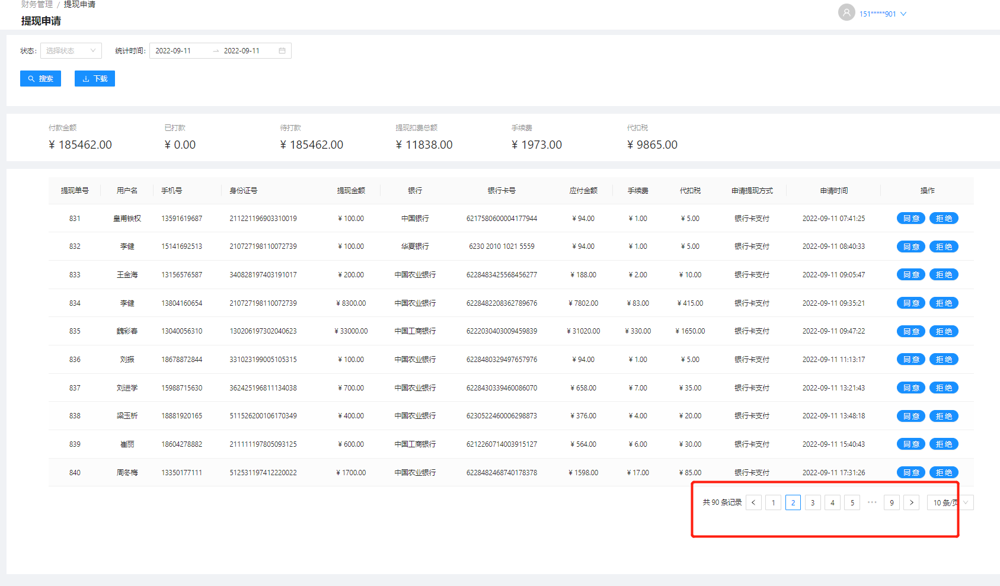 财务管理 / 提现申请
151*****901
提现申请
状态: 选择状态 统计时间: 2022-09-11 → 2022-09-11
搜索 下载
付款金额 已打款 待打款 提现扣费总额 手续费 代扣税
¥ 185462.00 ¥ 0.00 ¥ 185462.00 ¥ 11838.00 ¥ 1973.00 ¥ 9865.00
提现单号 用户名 手机号 身份证号 提现金额 银行 银行卡号 应付金额 手续费 代扣税 申请提现方式 申请时间 操作
831 皇甫铁权 13591619687 211221196903310019 ¥ 100.00 中国银行 6217580600004177944 ¥ 94.00 ¥ 1.00 ¥ 5.00 银行卡支付 2022-09-11 07:41:25 同意 拒绝
832 李健 15141692513 210727198110072739 ¥ 100.00 华夏银行 6230 2010 1021 5559 ¥ 94.00 ¥ 1.00 ¥ 5.00 银行卡支付 2022-09-11 08:40:33 同意 拒绝
833 王金海 13156576587 340828197403191017 ¥ 200.00 中国农业银行 6228483425568456277 ¥ 188.00 ¥ 2.00 ¥ 10.00 银行卡支付 2022-09-11 09:05:47 同意 拒绝
834 李健 13804160654 210727198110072739 ¥ 8300.00 中国农业银行 6228482208362789676 ¥ 7802.00 ¥ 83.00 ¥ 415.00 银行卡支付 2022-09-11 09:35:21 同意 拒绝
835 魏彩春 13040056310 130206197302040623 ¥ 33000.00 中国工商银行 6222030403009459839 ¥ 31020.00 ¥ 330.00 ¥ 1650.00 银行卡支付 2022-09-11 09:47:22 同意 拒绝
836 刘振 18678872844 331023199005105315 ¥ 100.00 中国农业银行 6228480329497657976 ¥ 94.00 ¥ 1.00 ¥ 5.00 银行卡支付 2022-09-11 11:13:17 同意 拒绝
837 刘进学 15988715630 362425196811134038 ¥ 700.00 中国农业银行 6228430339460086070 ¥ 658.00 ¥ 7.00 ¥ 35.00 银行卡支付 2022-09-11 13:21:43 同意 拒绝
838 梁玉析 18881920165 511526200106170349 ¥ 400.00 中国农业银行 6230522460006298873 ¥ 376.00 ¥ 4.00 ¥ 20.00 银行卡支付 2022-09-11 13:48:18 同意 拒绝
839 崔丽 18604278882 211111197805093125 ¥ 600.00 中国工商银行 6212260714003915127 ¥ 564.00 ¥ 6.00 ¥ 30.00 银行卡支付 2022-09-11 15:40:43 同意 拒绝
840 周冬梅 13350177111 512531197412220022 ¥ 1700.00 中国农业银行 6228482468740178378 ¥ 1598.00 ¥ 17.00 ¥ 85.00 银行卡支付 2022-09-11 17:31:26 同意 拒绝
共 90 条记录 < 1 2 3 4 5 ••• 9 > 10 条/页